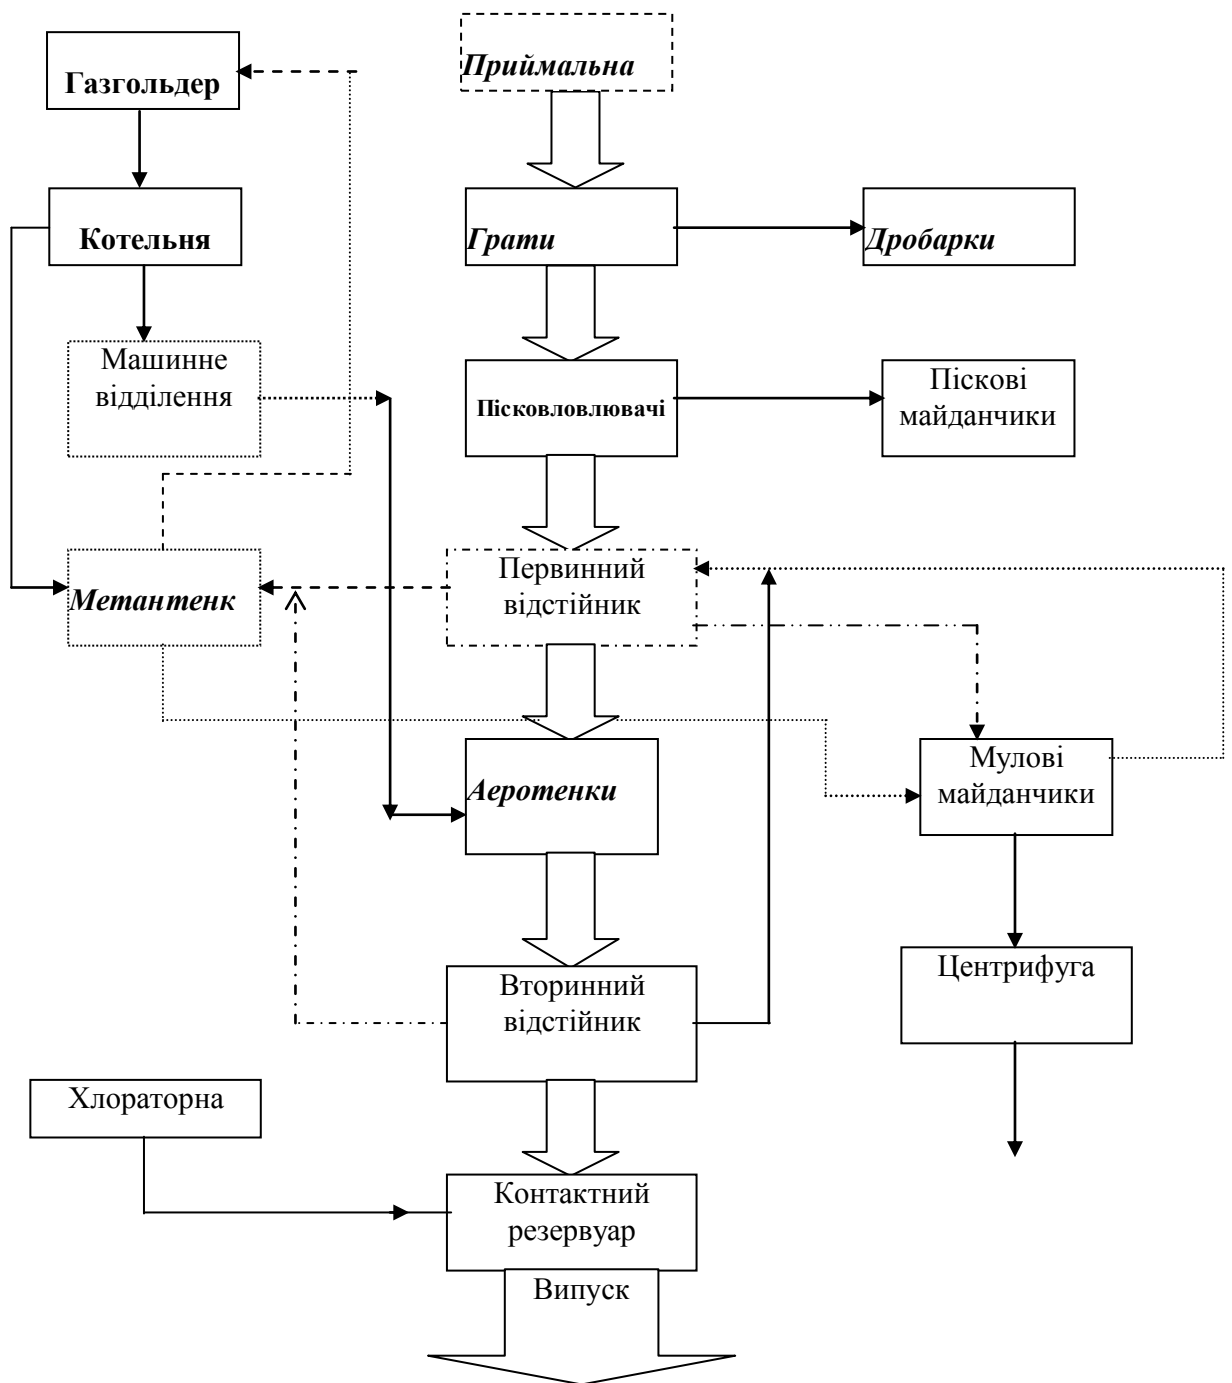 Приймальна
Газгольдер
Котельня
Грати
Дробарки
Машинне
відділення
Пісковловлювачі
Піскові
майданчики
Метантенк
Первинний
відстійник
Аеротенки
Мулові
майданчики
Вторинний
відстійник
Центрифуга
Хлораторна
Контактний
резервуар
Випуск